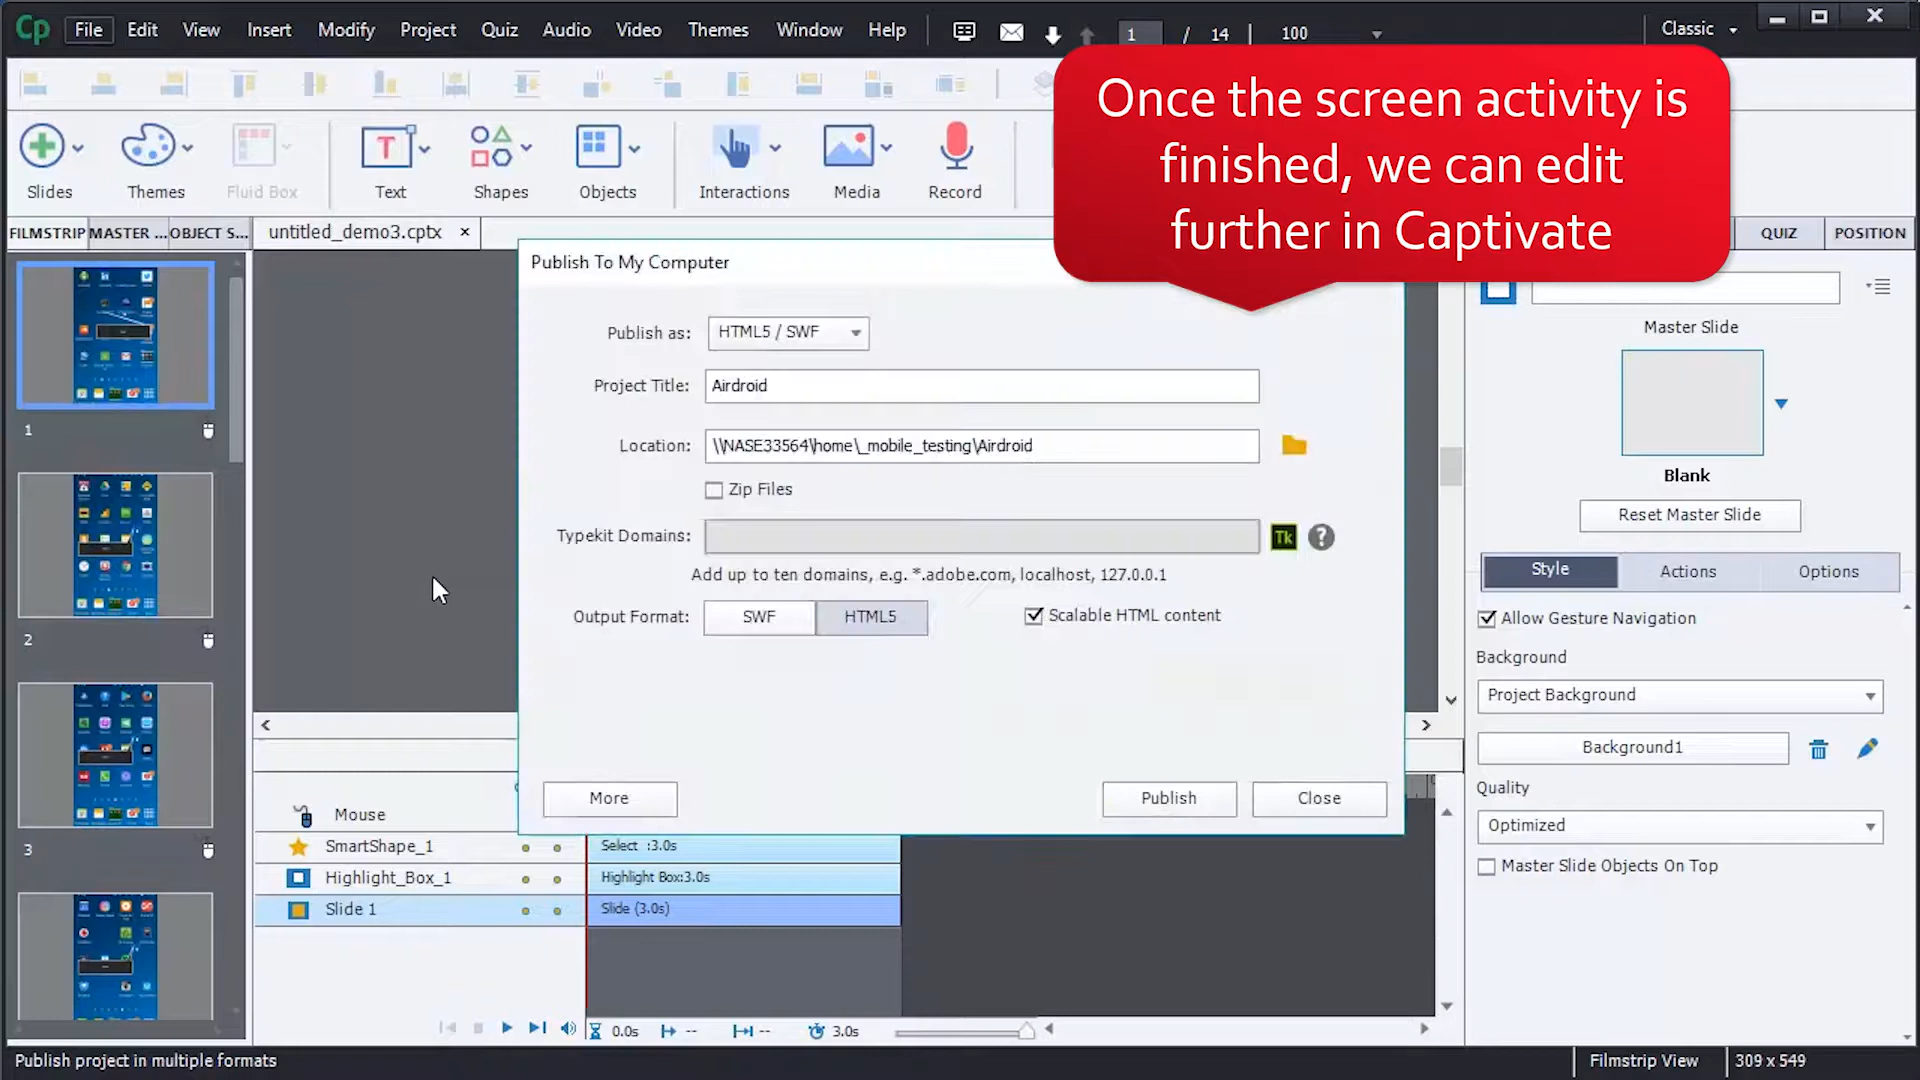 Cp File Edit View Insert Modify Project Quiz Audio Video Themes Window Help 1 / 14 100 Classic
Once the screen activity is
finished, we can edit
further in Captivate
Slides Themes Fluid Box Text Shapes Objects Interactions Media Record
FILMSTRIP MASTER ... OBJECT S... untitled_demo3.cptx × QUIZ POSITION
Publish To My Computer
Publish as: HTML5 / SWF
Project Title: Airdroid
Location: \\NASE33564\home\_mobile_testing\Airdroid
Zip Files
Typekit Domains: Tk ?
Add up to ten domains, e.g. *.adobe.com, localhost, 127.0.0.1
Output Format: SWF HTML5 Scalable HTML content
More Publish Close
1
2
3
Master Slide
Blank
Reset Master Slide
Style Actions Options
Allow Gesture Navigation
Background
Project Background
Background1
Quality
Optimized
Master Slide Objects On Top
Mouse
SmartShape_1 Select :3.0s
Highlight_Box_1 Highlight Box:3.0s
Slide 1 Slide (3.0s)
0.0s -- -- 3.0s
Publish project in multiple formats Filmstrip View 309 x 549